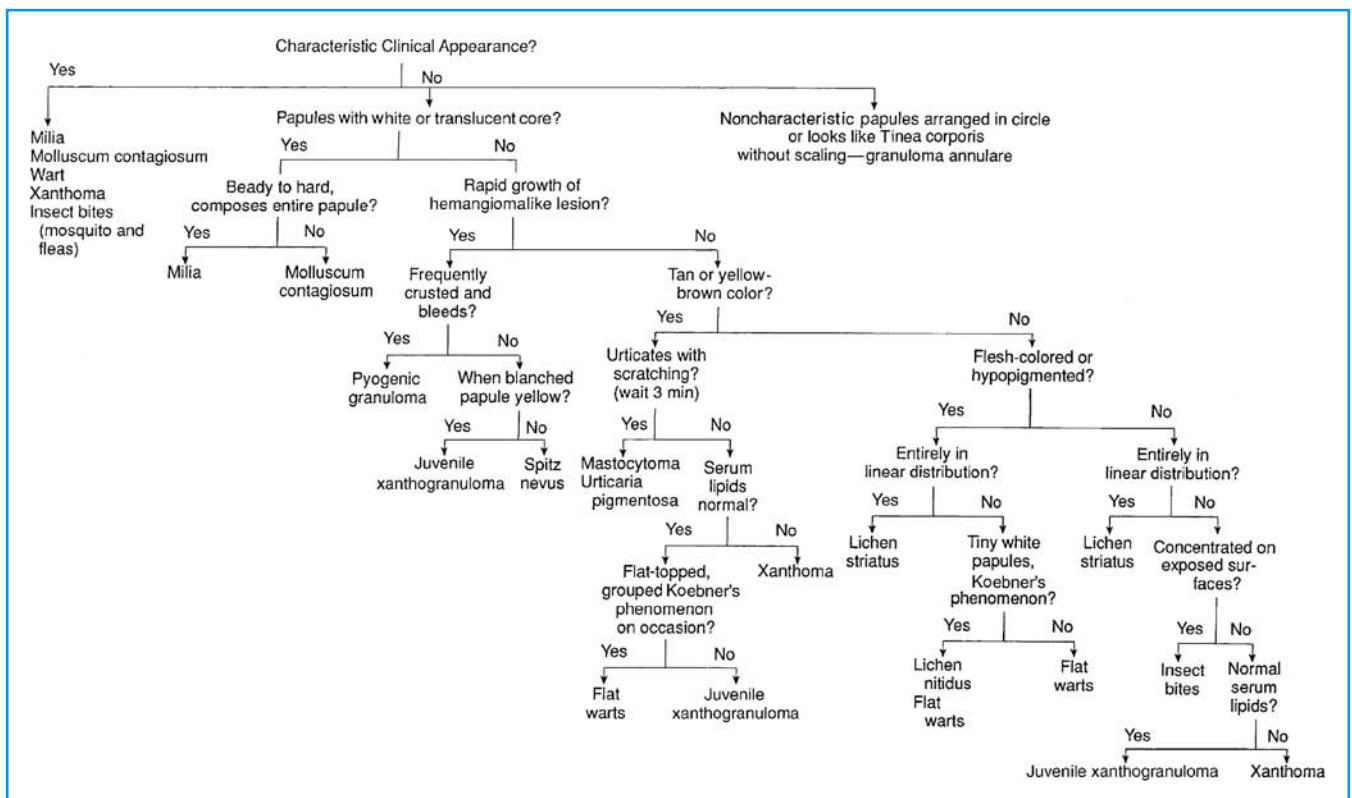 Characteristic Clinical Appearance?
Yes
No
Milia
Molluscum contagiosum
Wart
Xanthoma
Insect bites
(mosquito and
fleas)
Papules with white or translucent core?
Noncharacteristic papules arranged in circle
or looks like Tinea corporis
without scaling—granuloma annulare
Yes
No
Beady to hard,
composes entire papule?
Rapid growth of
hemangiomalike lesion?
Yes
No
Milia
Molluscum
contagiosum
Yes
No
Frequently
crusted and
bleeds?
Tan or yellow-
brown color?
Yes
No
Pyogenic
granuloma
When blanched
papule yellow?
Yes
No
Juvenile
xanthogranuloma
Spitz
nevus
Yes
No
Urticates with
scratching?
(wait 3 min)
Flesh-colored or
hypopigmented?
Yes
No
Mastocytoma
Urticaria
pigmentosa
Serum
lipids
normal?
Yes
No
Flat-topped,
grouped Koebner's
phenomenon
on occasion?
Xanthoma
Yes
No
Flat
warts
Juvenile
xanthogranuloma
Yes
No
Entirely in
linear distribution?
Entirely in
linear distribution?
Yes
No
Lichen
striatus
Tiny white
papules,
Koebner's
phenomenon?
Yes
No
Lichen
nitidus
Flat
warts
Flat
warts
Yes
No
Lichen
striatus
Concentrated on
exposed sur-
faces?
Yes
No
Insect
bites
Normal
serum
lipids?
Yes
No
Juvenile xanthogranuloma
Xanthoma